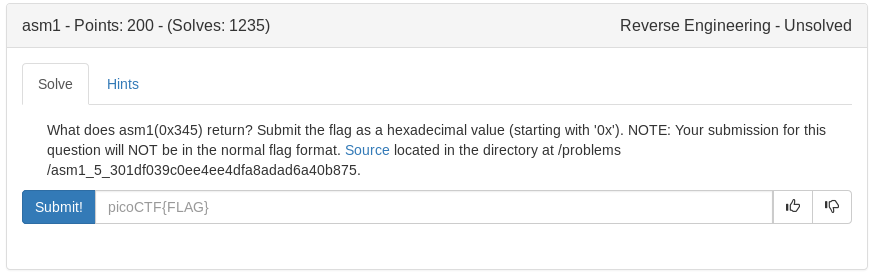 asm1 - Points: 200 - (Solves: 1235) Reverse Engineering - Unsolved
Solve Hints
What does asm1(0x345) return? Submit the flag as a hexadecimal value (starting with '0x'). NOTE: Your submission for this
question will NOT be in the normal flag format. Source located in the directory at /problems
/asm1_5_301df039c0ee4ee4dfa8adad6a40b875.
Submit! picoCTF{FLAG}